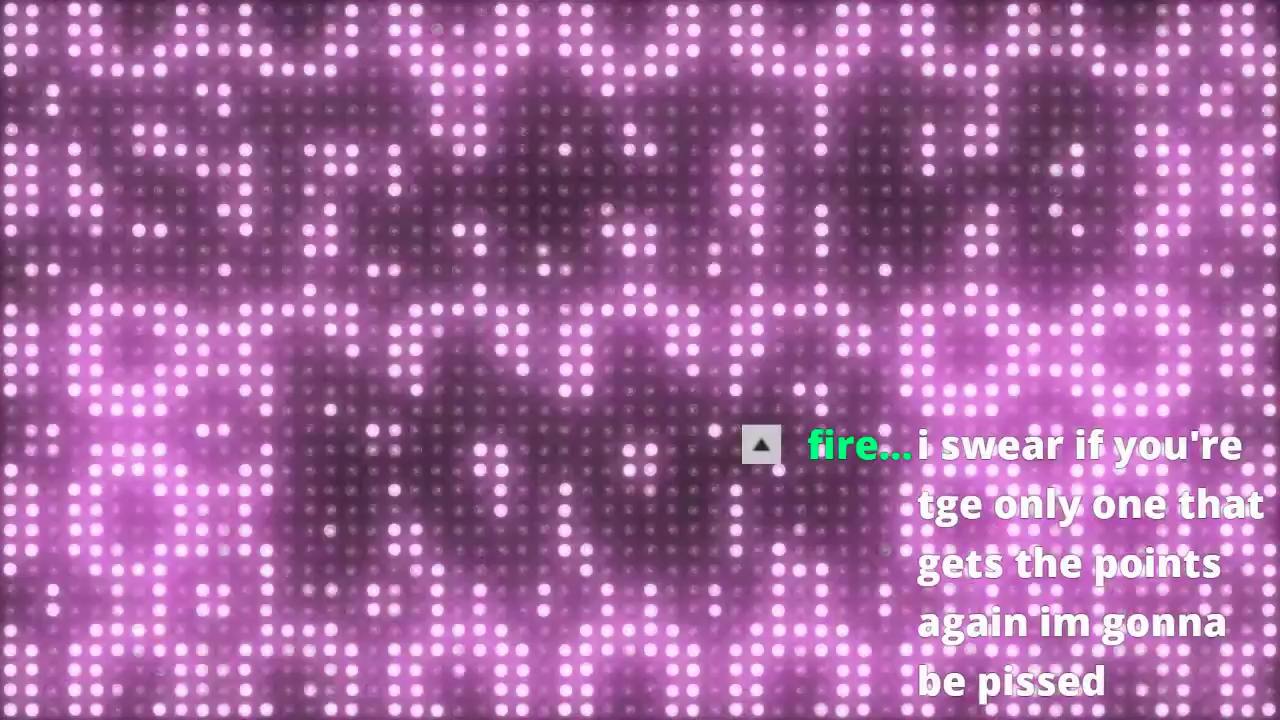 fire... i swear if you're
tge only one that
gets the points
again im gonna
be pissed